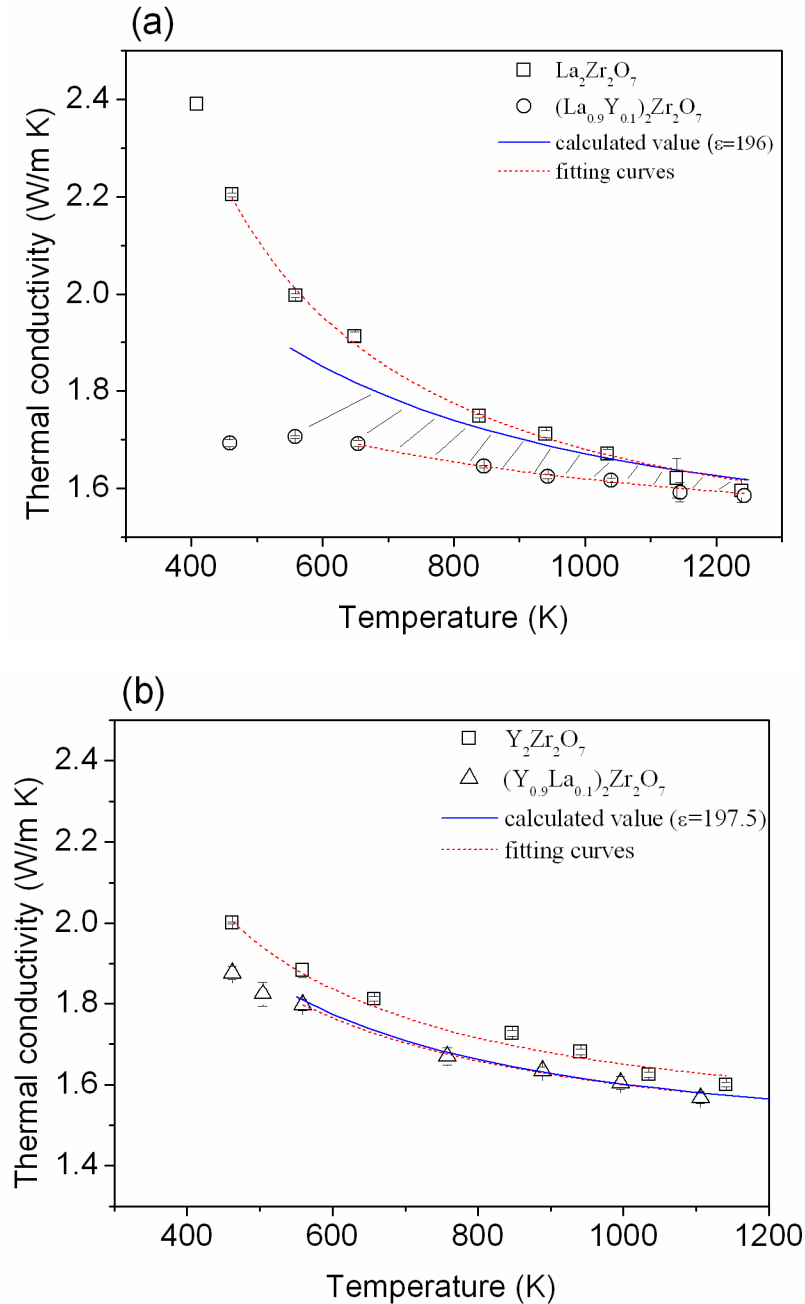 (a)
La₂Zr₂O₇
(La₀.₉Y₀.₁)₂Zr₂O₇
calculated value (ε=196)
fitting curves
2.4
2.2
2.0
1.8
1.6
Thermal conductivity (W/m K)
400 600 800 1000 1200
Temperature (K)
(b)
Y₂Zr₂O₇
(Y₀.₉La₀.₁)₂Zr₂O₇
calculated value (ε=197.5)
fitting curves
2.4
2.2
2.0
1.8
1.6
1.4
Thermal conductivity (W/m K)
400 600 800 1000 1200
Temperature (K)